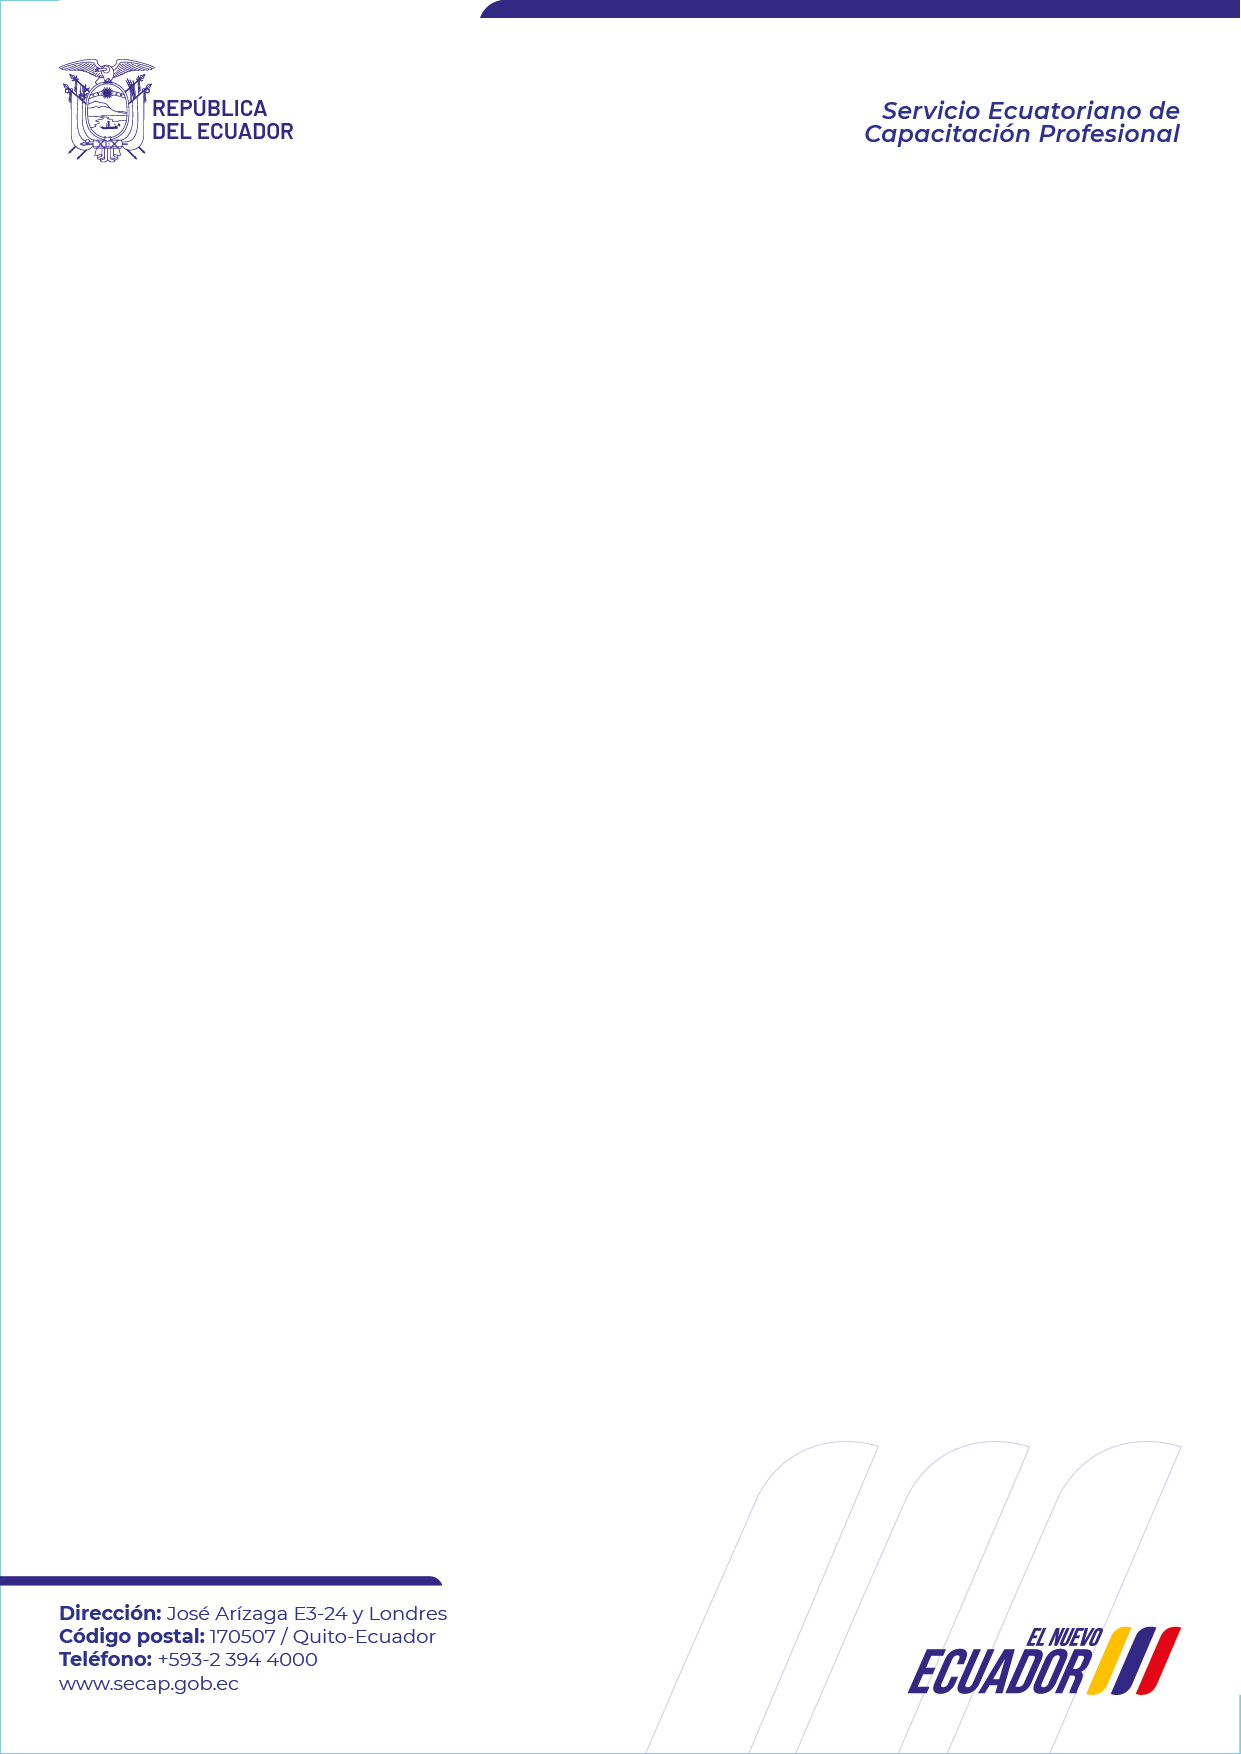 REPÚBLICA
DEL ECUADOR
Servicio Ecuatoriano de
Capacitación Profesional
Dirección: José Arízaga E3-24 y Londres
Código postal: 170507 / Quito-Ecuador
Teléfono: +593-2 394 4000
www.secap.gob.ec
EL NUEVO
ECUADOR